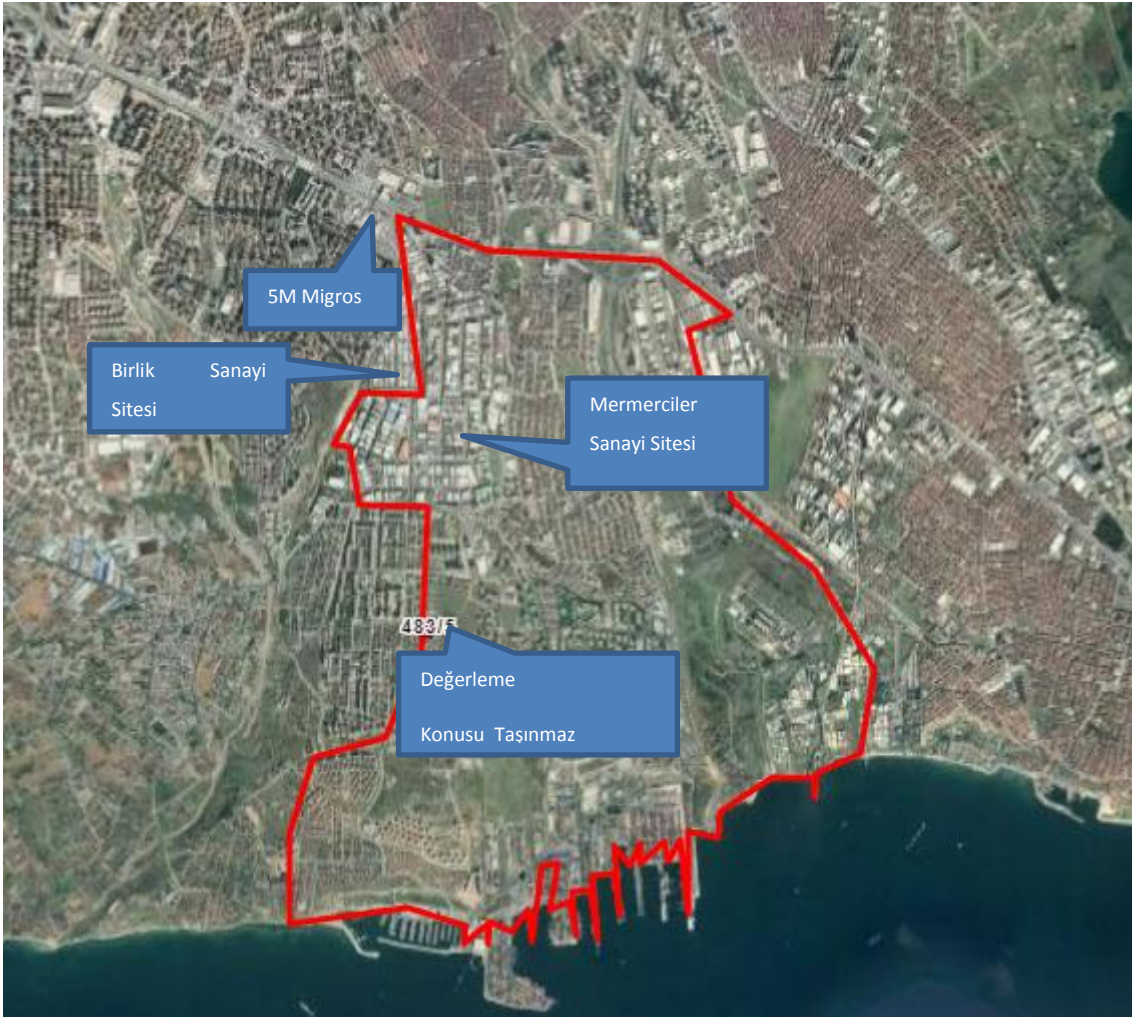 5M Migros
Birlik Sanayi
Sitesi
Mermerciler
Sanayi Sitesi
483/5
Değerleme
Konusu Taşınmaz